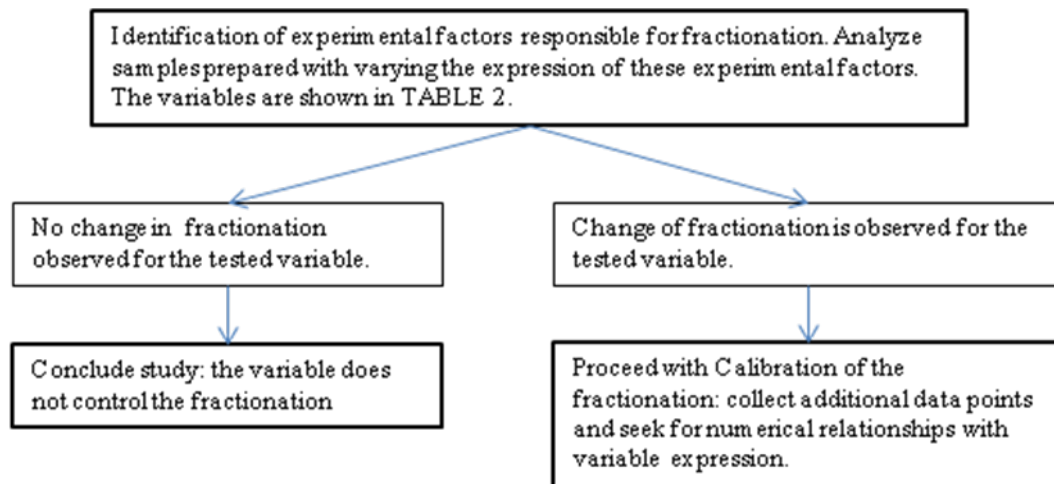 Identification of experimental factors responsible for fractionation. Analyze
samples prepared with varying the expression of these experimental factors.
The variables are shown in TABLE 2.
No change in fractionation
observed for the tested variable.
Change of fractionation is observed for the
tested variable.
Conclude study: the variable does
not control the fractionation
Proceed with Calibration of the
fractionation: collect additional data points
and seek for numerical relationships with
variable expression.